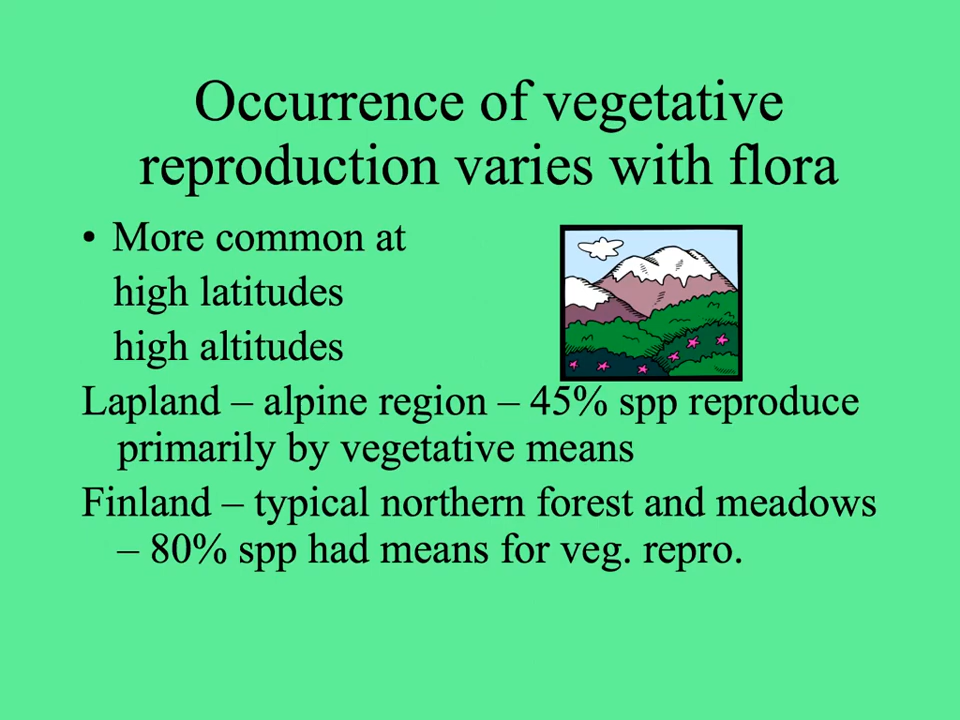 Occurrence of vegetative
reproduction varies with flora
• More common at
high latitudes
high altitudes
Lapland – alpine region – 45% spp reproduce
primarily by vegetative means
Finland – typical northern forest and meadows
– 80% spp had means for veg. repro.